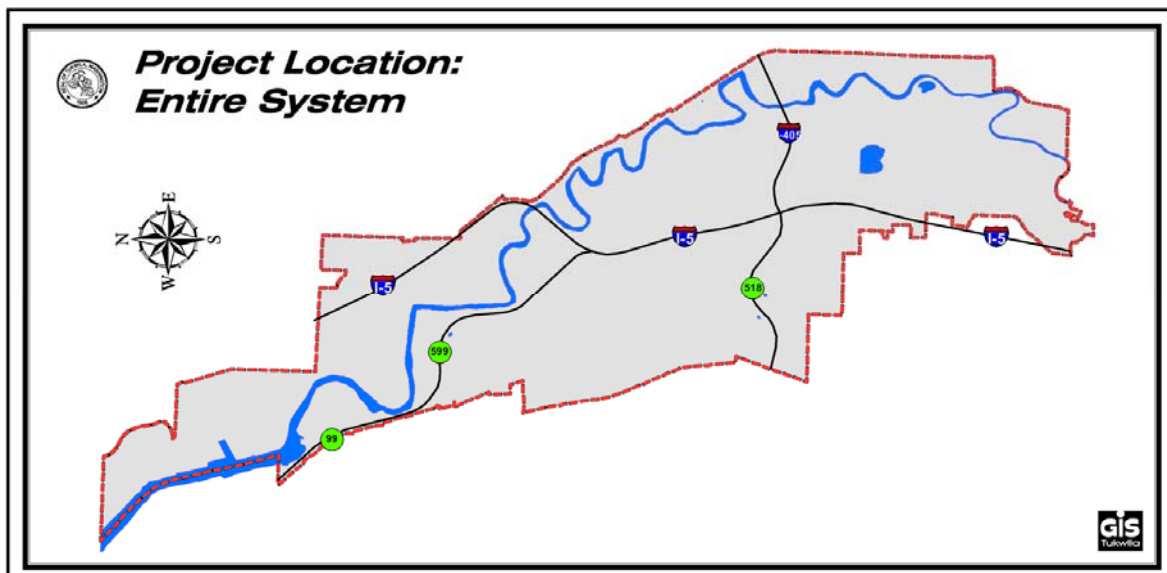 Project Location:
Entire System
E
N
S
W
I-405
I-5
I-5
I-5
518
599
99
GIS
Tukwila